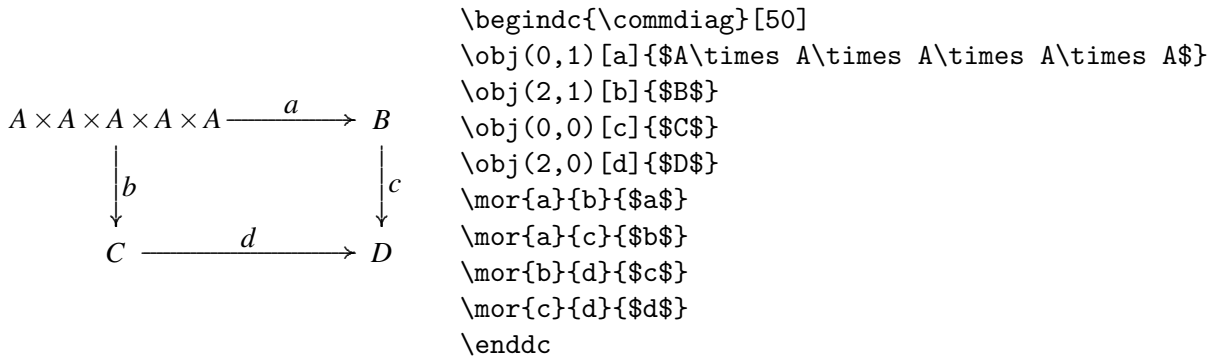 A × A × A × A × A a B
b c
C d D
\begindc{\commdiag}[50]
\obj(0,1)[a]{$A\times A\times A\times A\times A$}
\obj(2,1)[b]{$B$}
\obj(0,0)[c]{$C$}
\obj(2,0)[d]{$D$}
\mor{a}{b}{$a$}
\mor{a}{c}{$b$}
\mor{b}{d}{$c$}
\mor{c}{d}{$d$}
\enddc